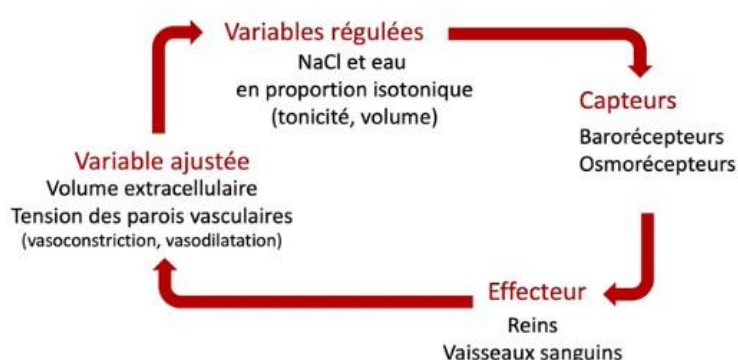 Variables régulées
NaCl et eau
en proportion isotonique
(tonicité, volume)
Capteurs
Barorécepteurs
Osmorécepteurs
Effecteur
Reins
Vaisseaux sanguins
Variable ajustée
Volume extracellulaire
Tension des parois vasculaires
(vasoconstriction, vasodilatation)